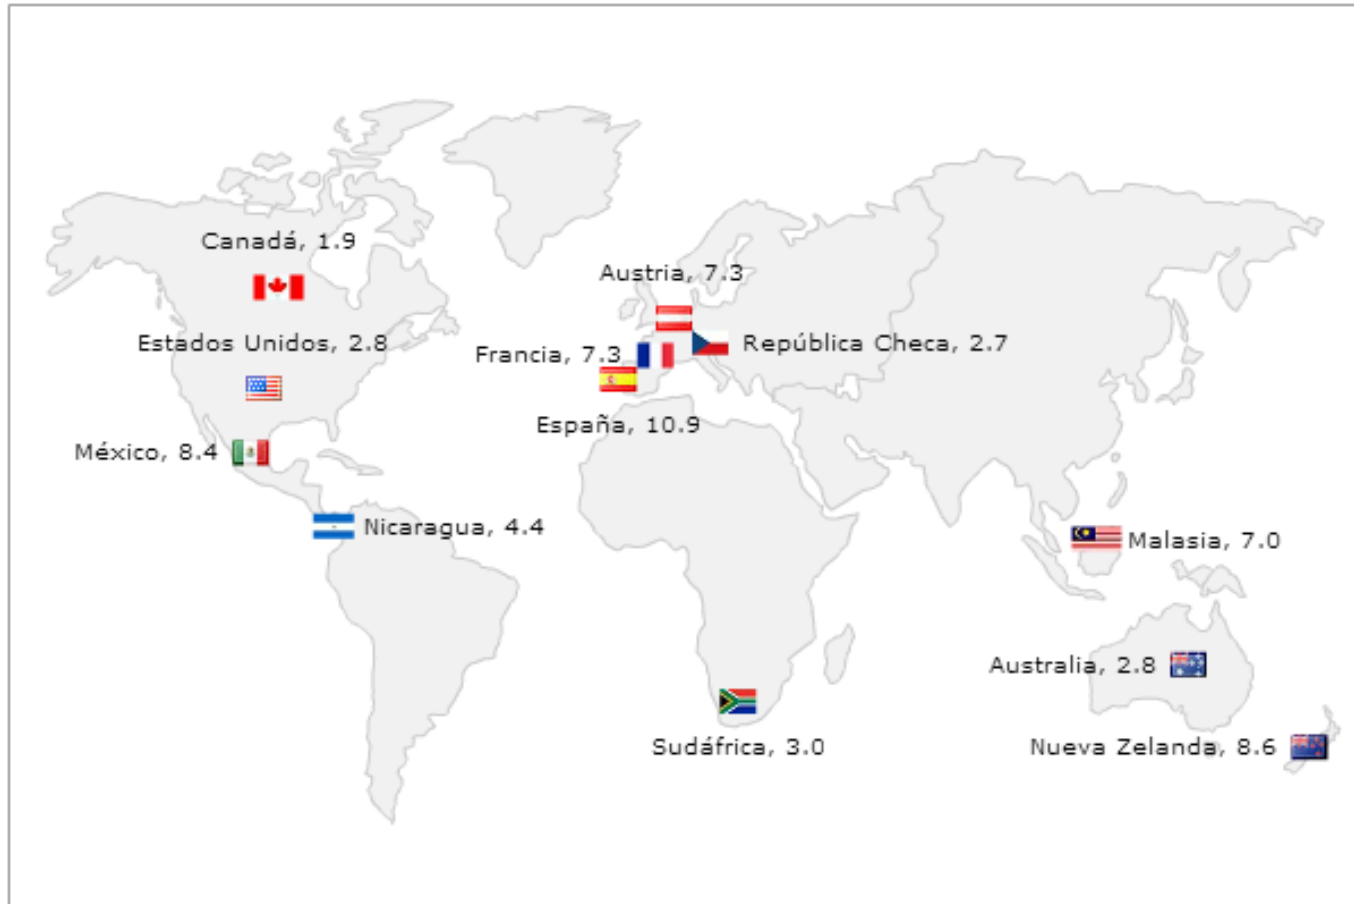 Canadá, 1.9
Austria, 7.3
Estados Unidos, 2.8
República Checa, 2.7
Francia, 7.3
España, 10.9
México, 8.4
Nicaragua, 4.4
Malasia, 7.0
Australia, 2.8
Sudáfrica, 3.0
Nueva Zelanda, 8.6